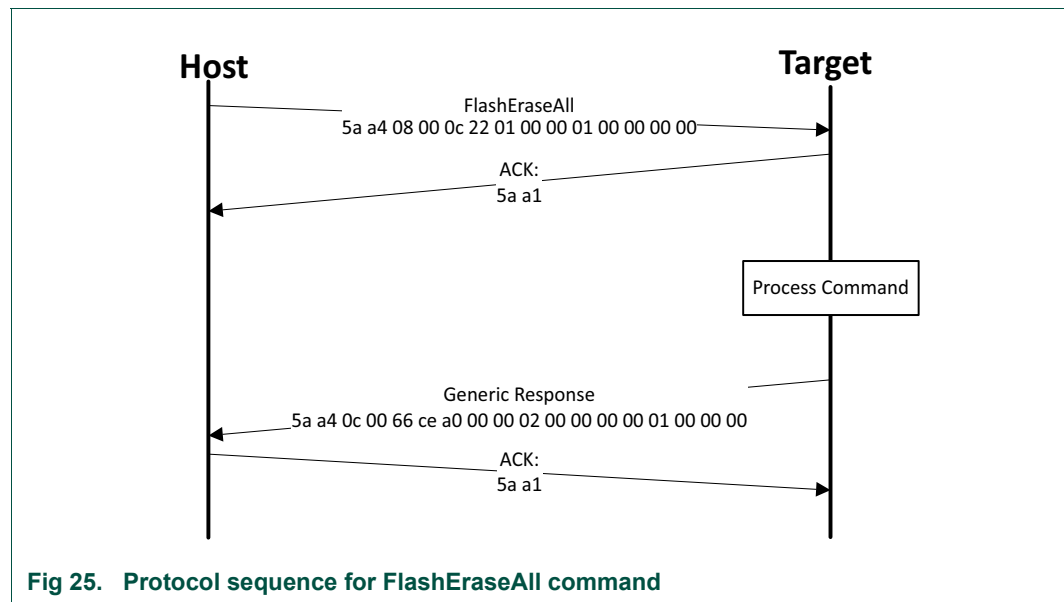 Host
Target
FlashEraseAll
5a a4 08 00 0c 22 01 00 00 01 00 00 00 00
ACK:
5a a1
Process Command
Generic Response
5a a4 0c 00 66 ce a0 00 00 02 00 00 00 00 01 00 00 00
ACK:
5a a1
Fig 25. Protocol sequence for FlashEraseAll command